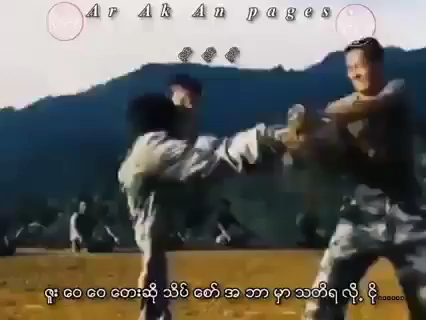 Ar Ak An pages
ဇူး ဝေ ဝေ တေးဆို သိပ် စော် အ ဘာ မှာ သတိရ လို့ ငို